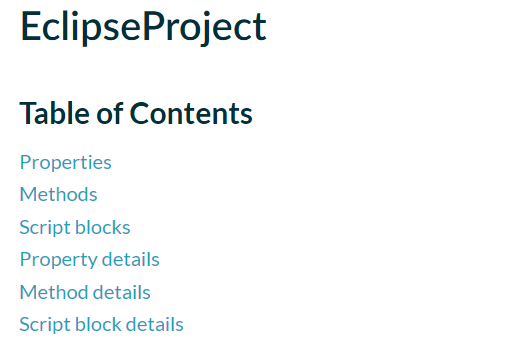 EclipseProject
Table of Contents
Properties
Methods
Script blocks
Property details
Method details
Script block details